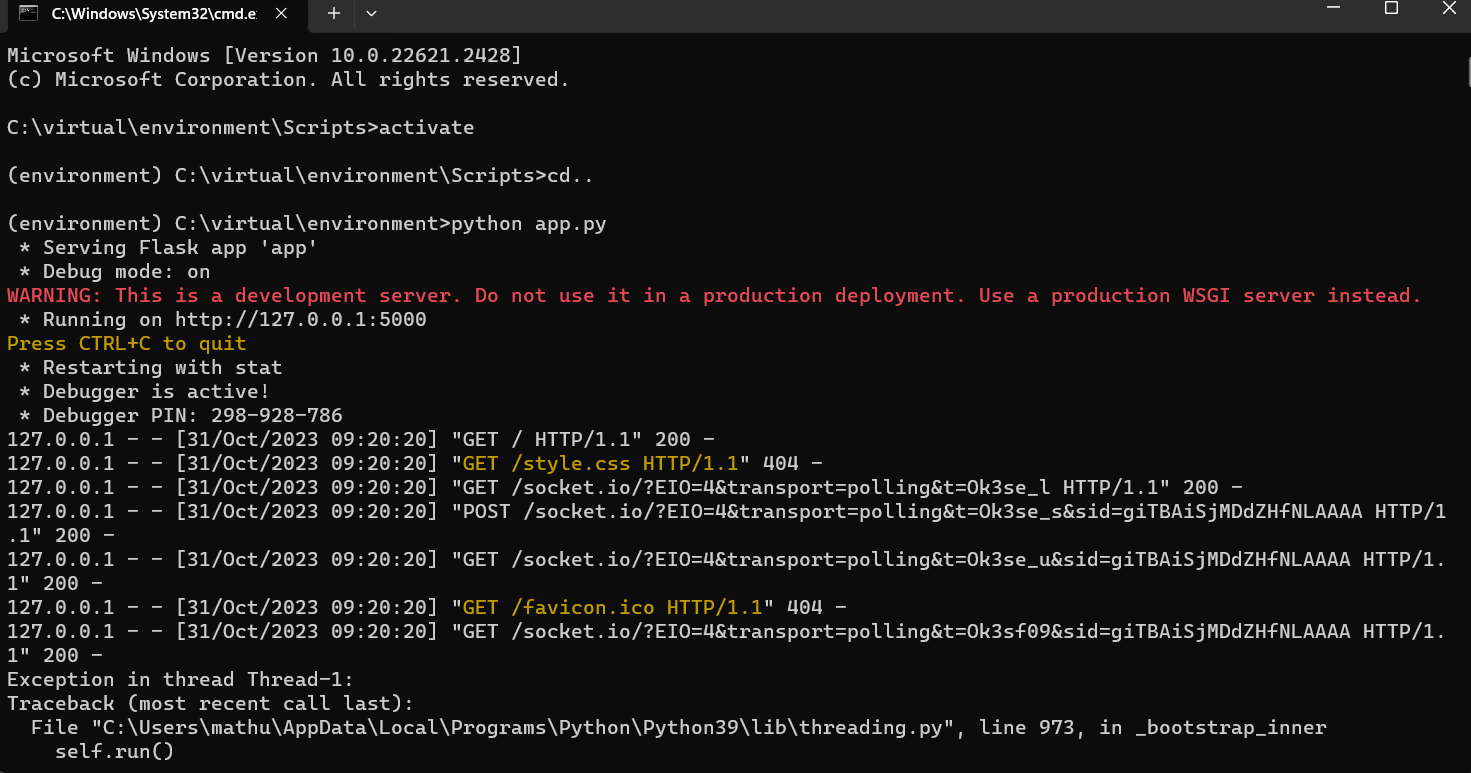 C:\Windows\System32\cmd.e
Microsoft Windows [Version 10.0.22621.2428]
(c) Microsoft Corporation. All rights reserved.
C:\virtual\environment\Scripts>activate
(environment) C:\virtual\environment\Scripts>cd..
(environment) C:\virtual\environment>python app.py
 * Serving Flask app 'app'
 * Debug mode: on
WARNING: This is a development server. Do not use it in a production deployment. Use a production WSGI server instead.
 * Running on http://127.0.0.1:5000
Press CTRL+C to quit
 * Restarting with stat
 * Debugger is active!
 * Debugger PIN: 298-928-786
127.0.0.1 - - [31/Oct/2023 09:20:20] "GET / HTTP/1.1" 200 -
127.0.0.1 - - [31/Oct/2023 09:20:20] "GET /style.css HTTP/1.1" 404 -
127.0.0.1 - - [31/Oct/2023 09:20:20] "GET /socket.io/?EIO=4&transport=polling&t=Ok3se_l HTTP/1.1" 200 -
127.0.0.1 - - [31/Oct/2023 09:20:20] "POST /socket.io/?EIO=4&transport=polling&t=Ok3se_s&sid=giTBAiSjMDdZHfNLAAAA HTTP/1
.1" 200 -
127.0.0.1 - - [31/Oct/2023 09:20:20] "GET /socket.io/?EIO=4&transport=polling&t=Ok3se_u&sid=giTBAiSjMDdZHfNLAAAA HTTP/1.
1" 200 -
127.0.0.1 - - [31/Oct/2023 09:20:20] "GET /favicon.ico HTTP/1.1" 404 -
127.0.0.1 - - [31/Oct/2023 09:20:20] "GET /socket.io/?EIO=4&transport=polling&t=Ok3sf09&sid=giTBAiSjMDdZHfNLAAAA HTTP/1.
1" 200 -
Exception in thread Thread-1:
Traceback (most recent call last):
  File "C:\Users\mathu\AppData\Local\Programs\Python\Python39\lib\threading.py", line 973, in _bootstrap_inner
    self.run()